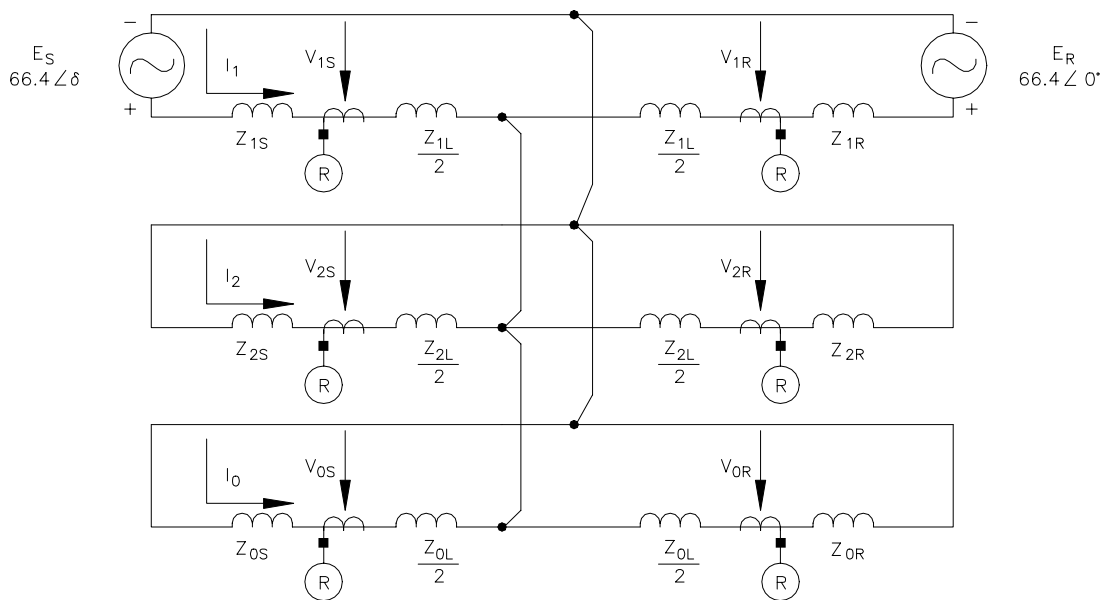 − −
E_S V_1S V_1R E_R
66.4∠δ I_1 66.4∠0°
+ +
Z_1S Z_1L/2 Z_1L/2 Z_1R
R R
I_2 V_2S V_2R
Z_2S Z_2L/2 Z_2L/2 Z_2R
R R
I_0 V_0S V_0R
Z_0S Z_0L/2 Z_0L/2 Z_0R
R R